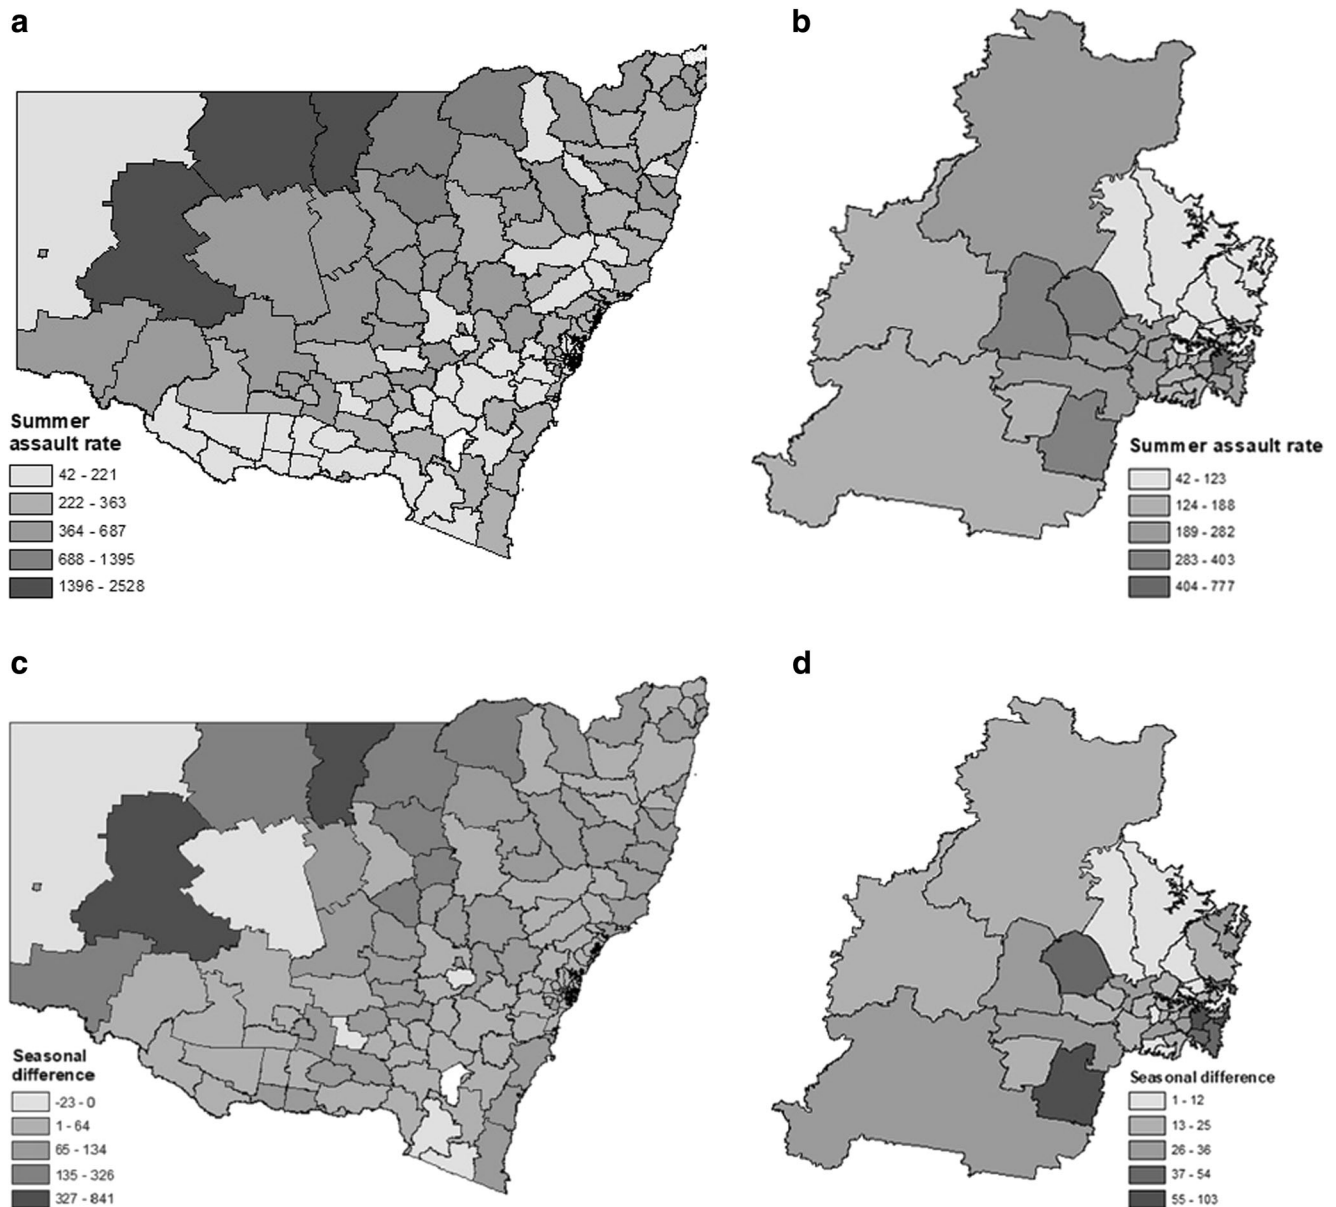 a
Summer
assault rate
42 - 221
222 - 363
364 - 687
688 - 1395
1396 - 2528
b
Summer assault rate
42 - 123
124 - 188
189 - 282
283 - 403
404 - 777
c
Seasonal
difference
-23 - 0
1 - 64
65 - 134
135 - 326
327 - 841
d
Seasonal difference
1 - 12
13 - 25
26 - 36
37 - 54
55 - 103